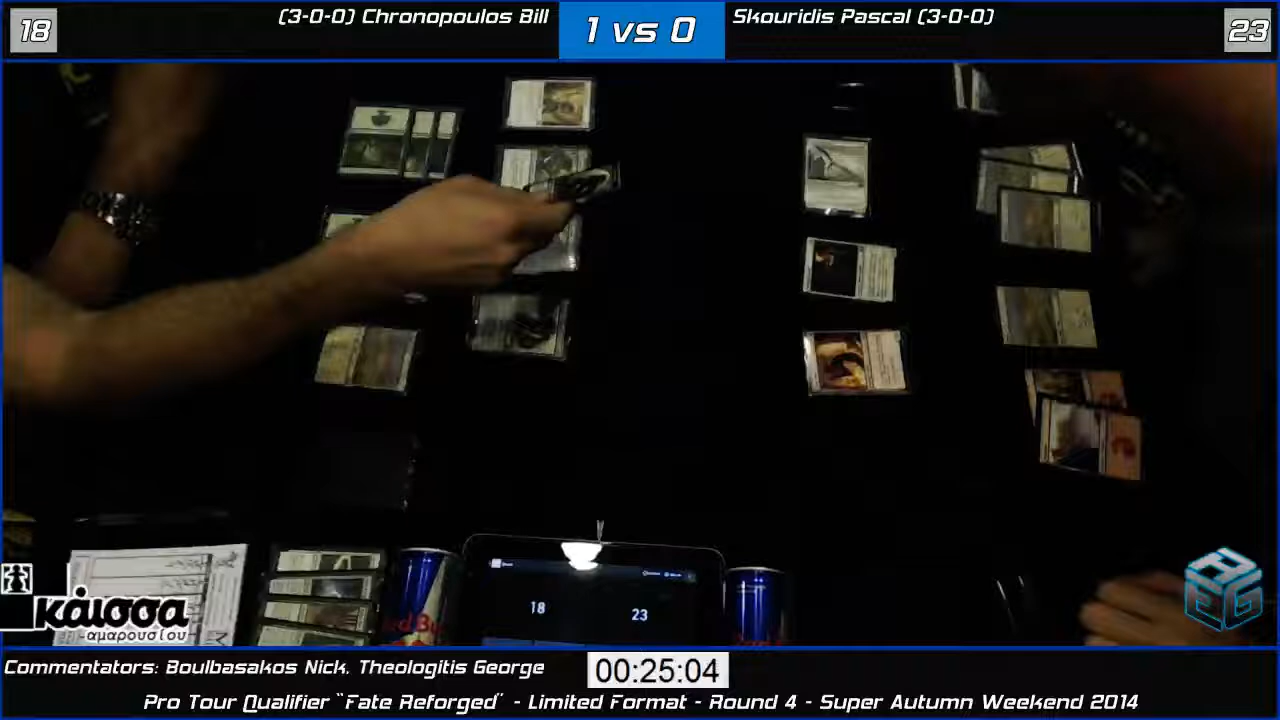 18
(3-0-0) Chronopoulos Bill
1 vs 0
Skouridis Pascal (3-0-0)
23
18
23
κάισσα
αμαρουσίου
Commentators: Boulbasakos Nick, Theologitis George
00:25:04
Pro Tour Qualifier "Fate Reforged" - Limited Format - Round 4 - Super Autumn Weekend 2014